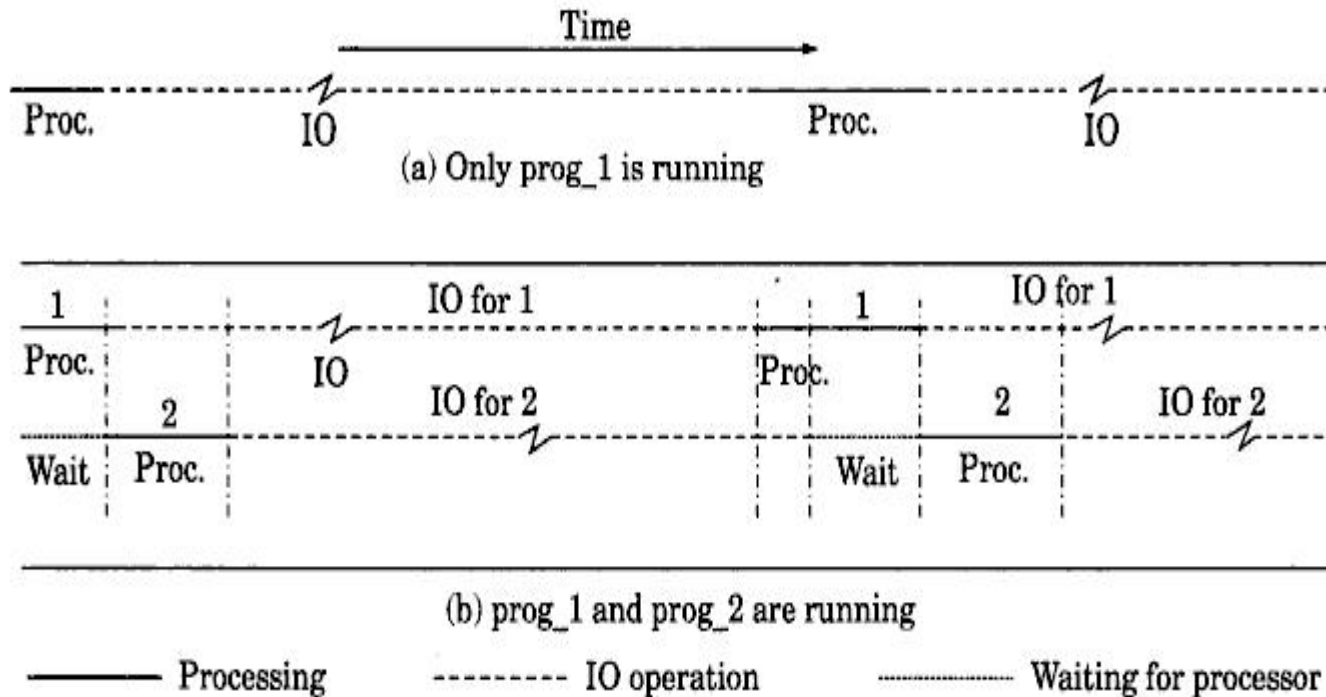 Time
Proc. IO Proc. IO
(a) Only prog_1 is running
1 IO for 1 1 IO for 1
Proc. IO Proc.
2 IO for 2 2 IO for 2
Wait Proc. Wait Proc.
(b) prog_1 and prog_2 are running
Processing IO operation Waiting for processor